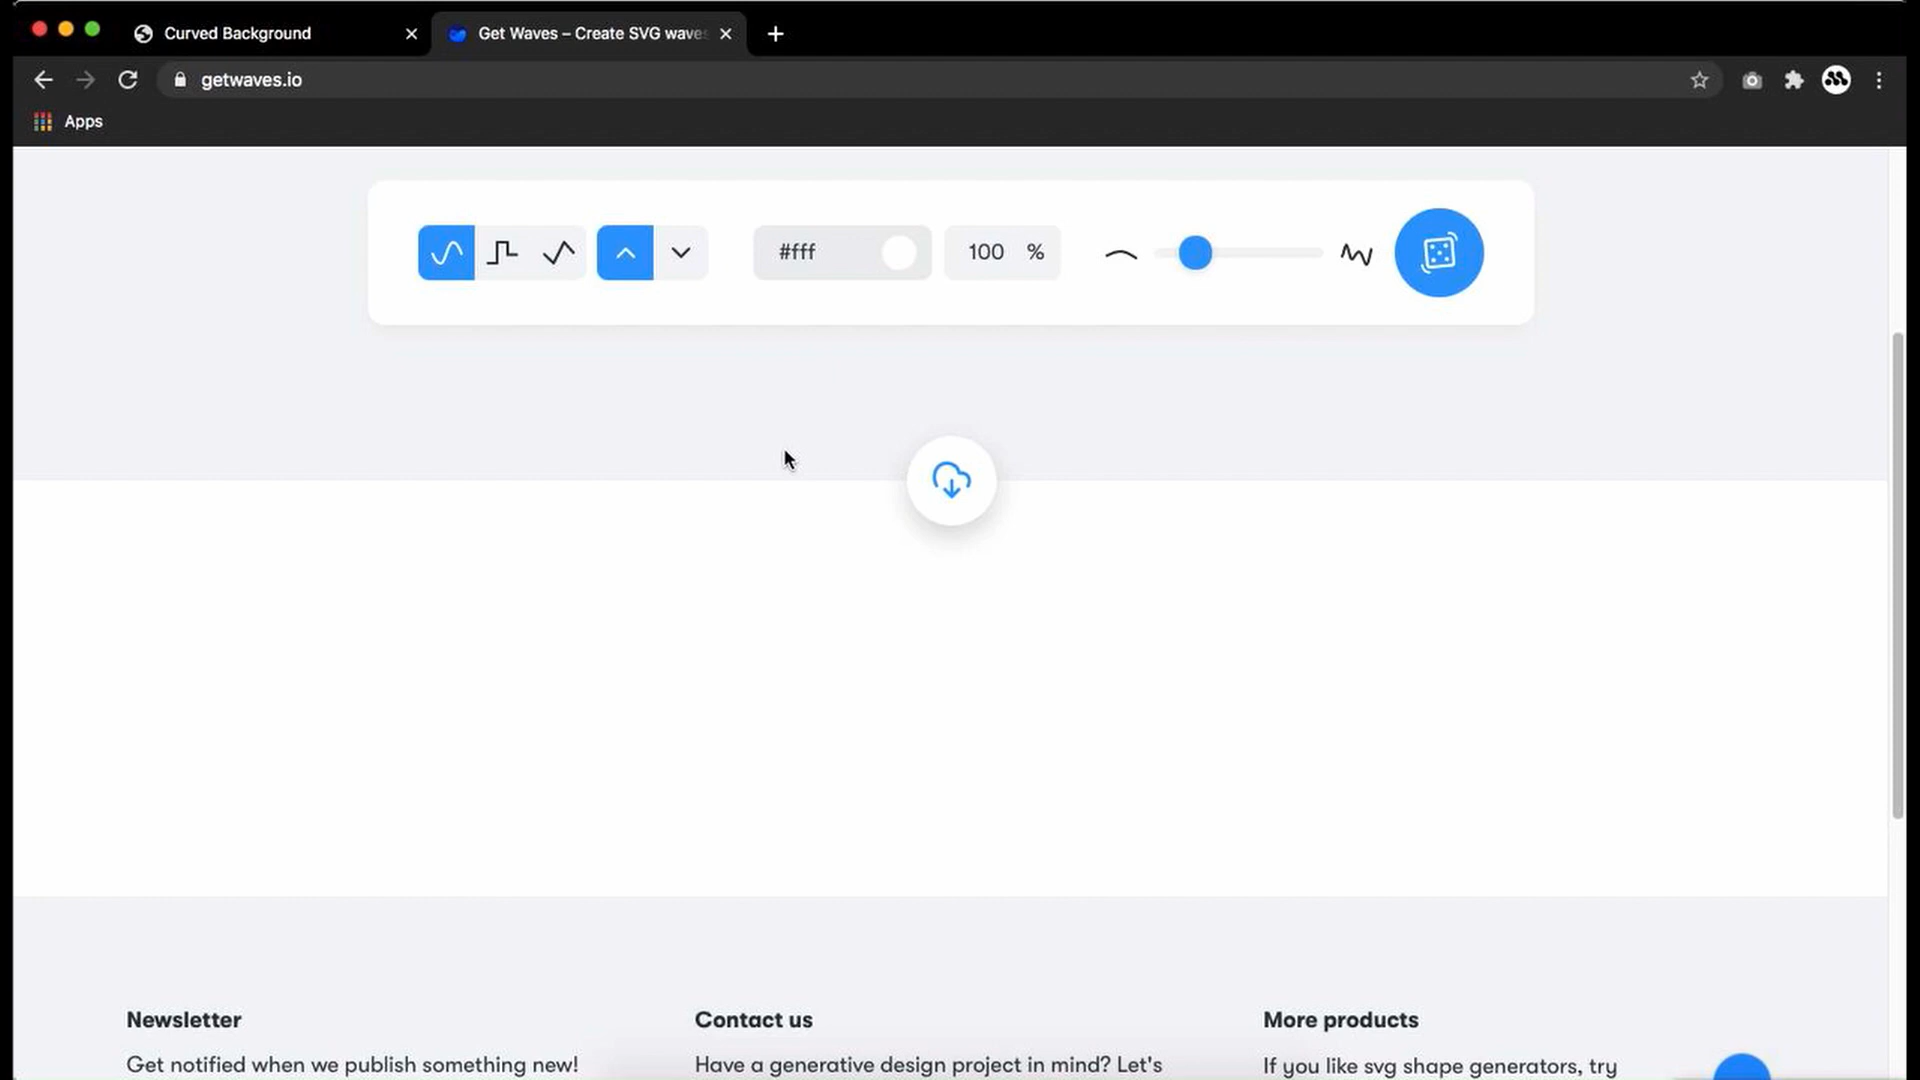 Curved Background
Get Waves – Create SVG waves
getwaves.io
Apps
#fff
100 %
Newsletter
Get notified when we publish something new!
Contact us
Have a generative design project in mind? Let's
More products
If you like svg shape generators, try